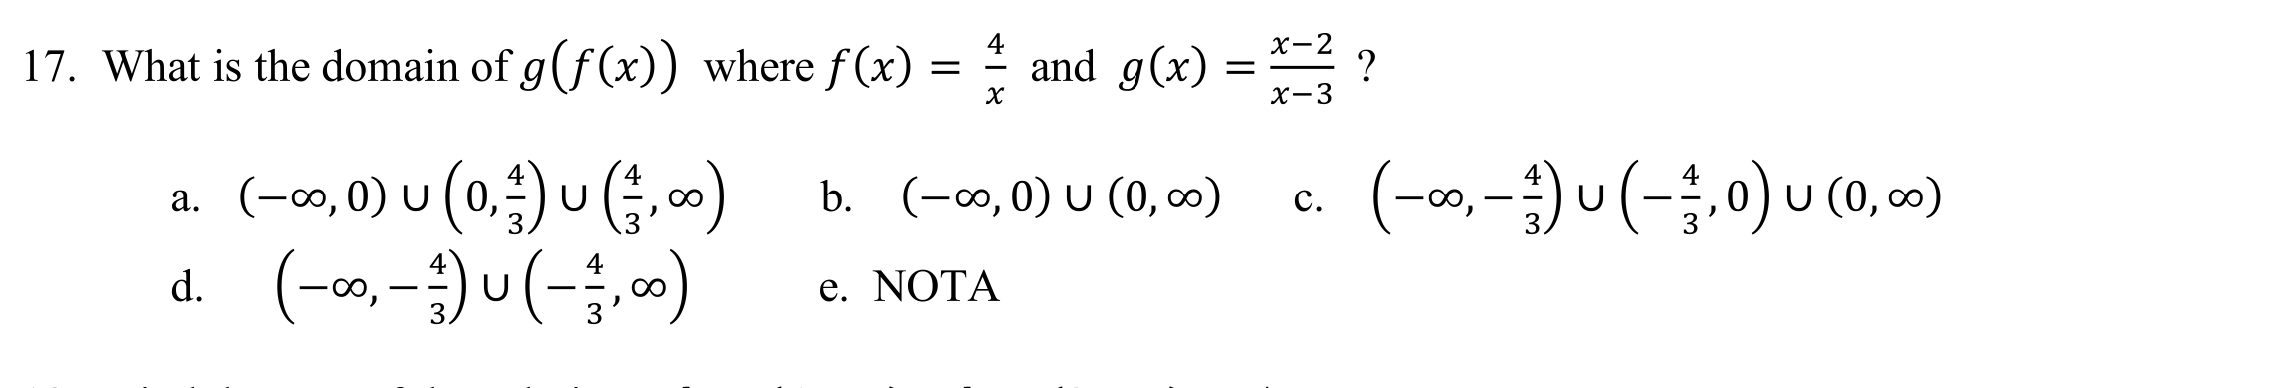 17. What is the domain of g(f(x)) where f(x) = 4/x and g(x) = x−2/x−3 ?
a. (−∞, 0) ∪ (0, 4/3) ∪ (4/3, ∞) b. (−∞, 0) ∪ (0, ∞) c. (−∞, −4/3) ∪ (−4/3, 0) ∪ (0, ∞)
d. (−∞, −4/3) ∪ (−4/3, ∞) e. NOTA